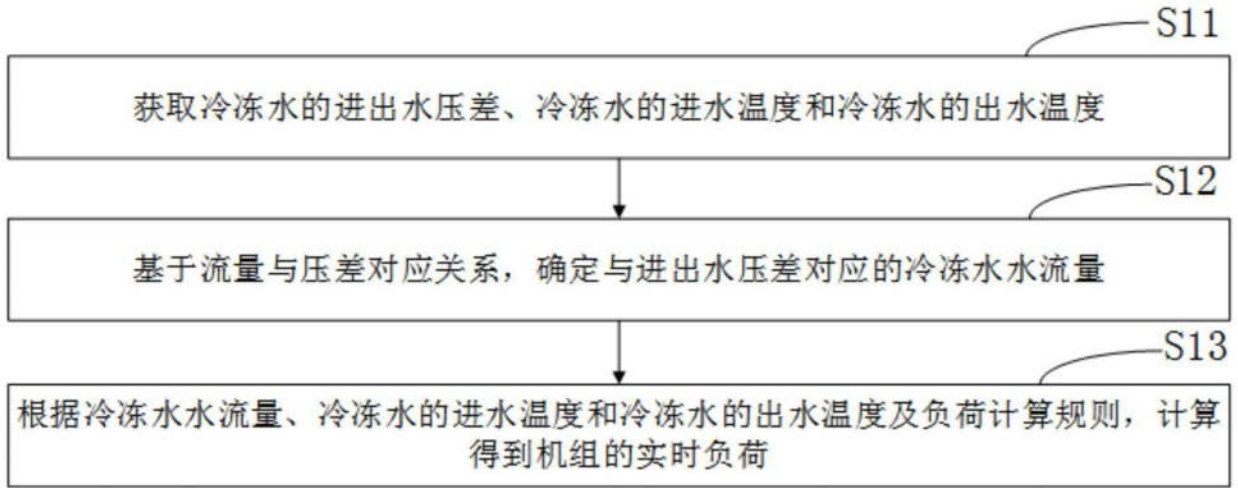 S11
获取冷冻水的进出水压差、冷冻水的进水温度和冷冻水的出水温度
S12
基于流量与压差对应关系，确定与进出水压差对应的冷冻水水流量
S13
根据冷冻水水流量、冷冻水的进水温度和冷冻水的出水温度及负荷计算规则，计算
得到机组的实时负荷